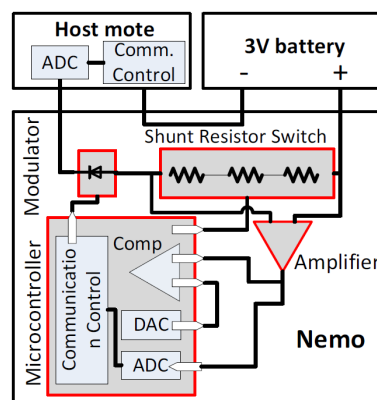 Host mote
ADC
Comm.
Control
3V battery
-
+
Modulator
Shunt Resistor Switch
Microcontroller
Communicatio
n Control
Comp
DAC
ADC
Amplifier
Nemo